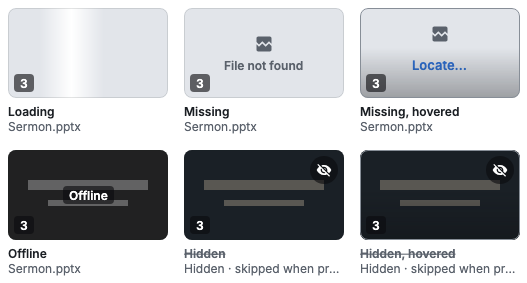 3
File not found
3
Locate...
3
Loading
Sermon.pptx
Missing
Sermon.pptx
Missing, hovered
Sermon.pptx
Offline
3
3
3
Offline
Sermon.pptx
Hidden
Hidden · skipped when pr...
Hidden, hovered
Hidden · skipped when pr...